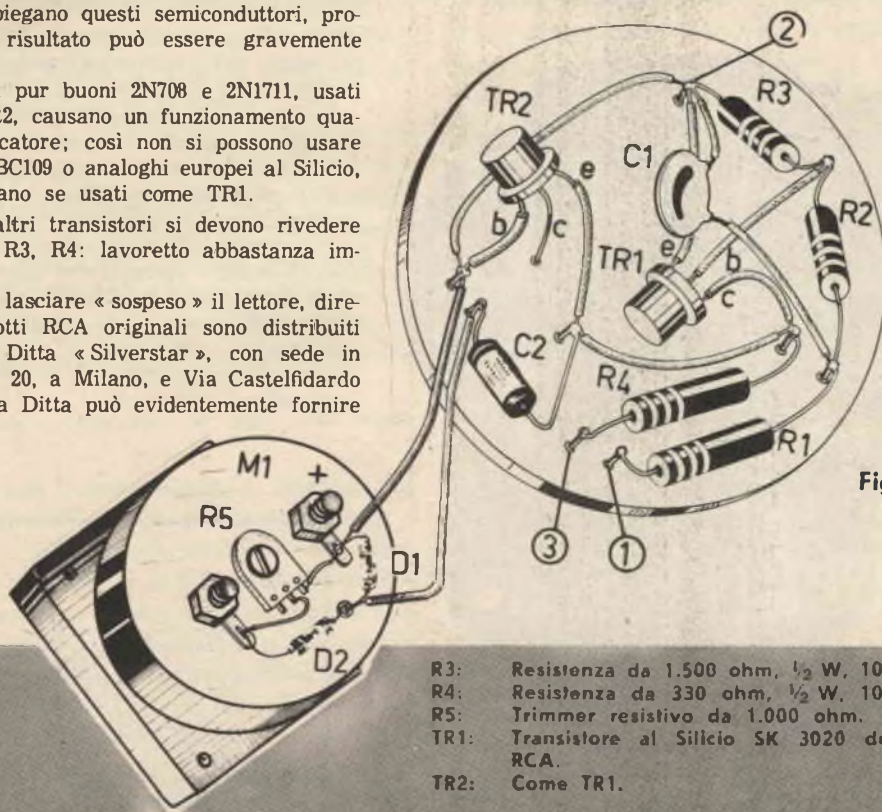 piegano questi semiconduttori, pro-
risultato può essere gravemente
pur buoni 2N708 e 2N1711, usati
2, causano un funzionamento qua-
catore; così non si possono usare
BC109 o analoghi europei al Silicio,
ano se usati come TR1.
altri transistori si devono rivedere
R3, R4: lavoretto abbastanza im-
lasciare « sospeso » il lettore, dire-
otti RCA originali sono distribuiti
Ditta « Silverstar », con sede in
20, a Milano, e Via Castelfidardo
a Ditta può evidentemente fornire
2
TR2
R3
C1
e
R2
b
c
e
TR1
b
c
C2
R4
R1
Fig
3
1
M1
+
R5
D1
D2
R3: Resistenza da 1.500 ohm, ½ W, 10
R4: Resistenza da 330 ohm, ½ W, 10
R5: Trimmer resistivo da 1.000 ohm.
TR1: Transistore al Silicio SK 3020 de
RCA.
TR2: Come TR1.